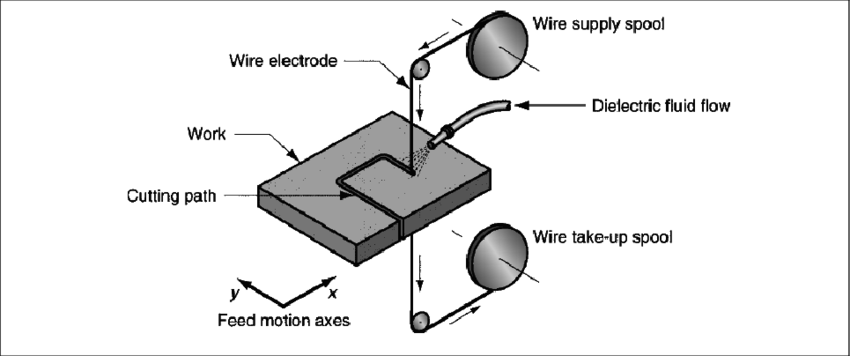 Wire supply spool
Wire electrode
Dielectric fluid flow
Work
Cutting path
Wire take-up spool
y
x
Feed motion axes